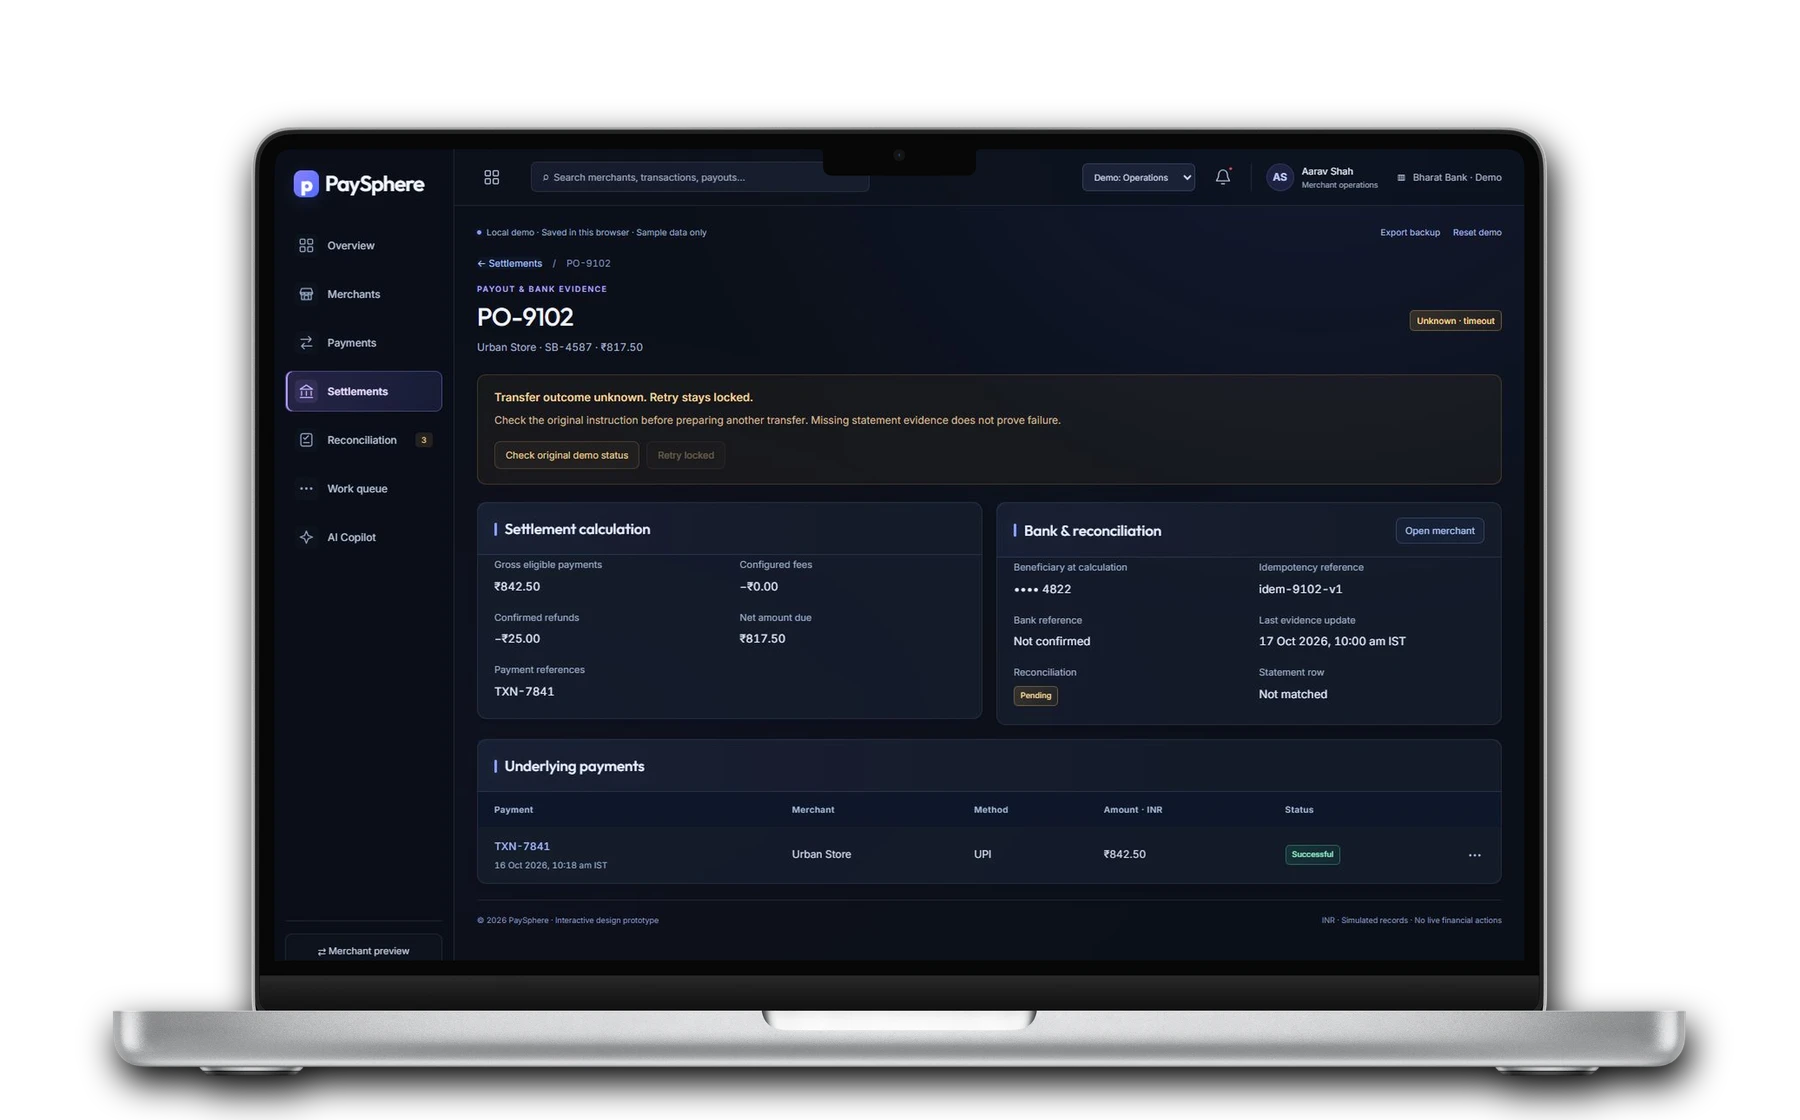 p PaySphere
Overview
Merchants
Payments
Settlements
Reconciliation 3
Work queue
AI Copilot
⇄ Merchant preview
Search merchants, transactions, payouts...
Demo: Operations
AS
Aarav Shah
Merchant operations
Bharat Bank · Demo
Local demo · Saved in this browser · Sample data only
Export backup Reset demo
← Settlements / PO-9102
PAYOUT & BANK EVIDENCE
PO-9102
Unknown · timeout
Urban Store · SB-4587 · ₹817.50
Transfer outcome unknown. Retry stays locked.
Check the original instruction before preparing another transfer. Missing statement evidence does not prove failure.
Check original demo status Retry locked
Settlement calculation
Gross eligible payments Configured fees
₹842.50 −₹0.00
Confirmed refunds Net amount due
−₹25.00 ₹817.50
Payment references
TXN-7841
Bank & reconciliation Open merchant
Beneficiary at calculation Idempotency reference
•••• 4822 idem-9102-v1
Bank reference Last evidence update
Not confirmed 17 Oct 2026, 10:00 am IST
Reconciliation Statement row
Pending Not matched
Underlying payments
Payment Merchant Method Amount · INR Status
TXN-7841 Urban Store UPI ₹842.50 Successful
16 Oct 2026, 10:18 am IST
© 2026 PaySphere · Interactive design prototype
INR · Simulated records · No live financial actions